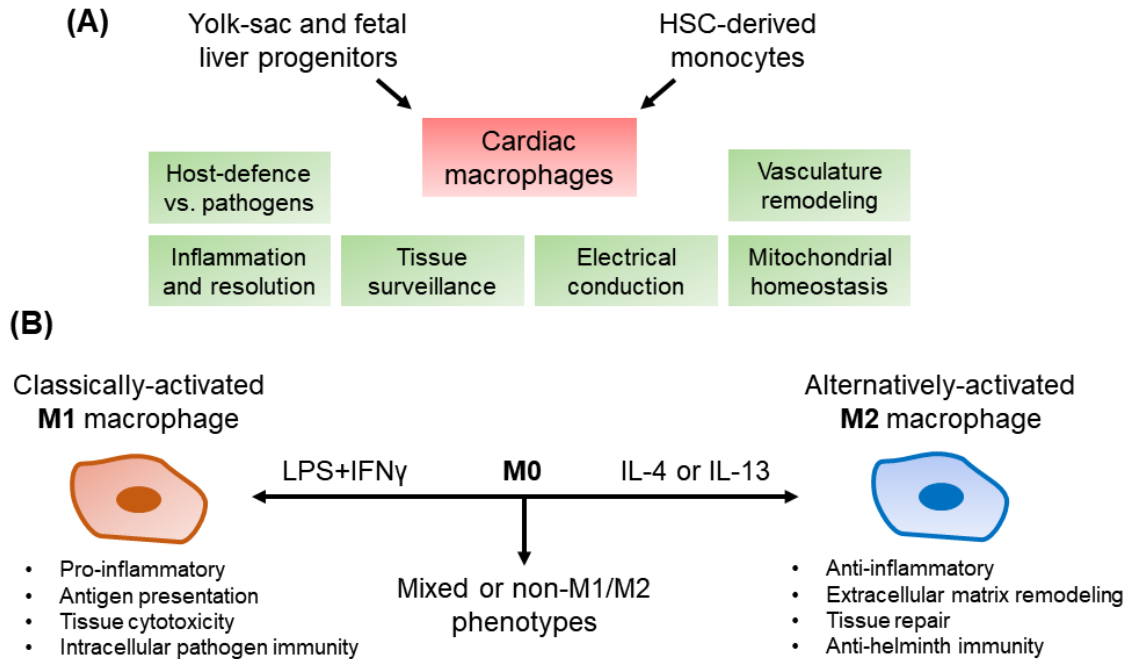 (A)
Yolk-sac and fetal
liver progenitors
HSC-derived
monocytes
Cardiac
macrophages
Host-defence
vs. pathogens
Vasculature
remodeling
Inflammation
and resolution
Tissue
surveillance
Electrical
conduction
Mitochondrial
homeostasis
(B)
Classically-activated
M1 macrophage
Alternatively-activated
M2 macrophage
LPS+IFNγ
M0
IL-4 or IL-13
Mixed or non-M1/M2
phenotypes
• Pro-inflammatory
• Antigen presentation
• Tissue cytotoxicity
• Intracellular pathogen immunity
• Anti-inflammatory
• Extracellular matrix remodeling
• Tissue repair
• Anti-helminth immunity